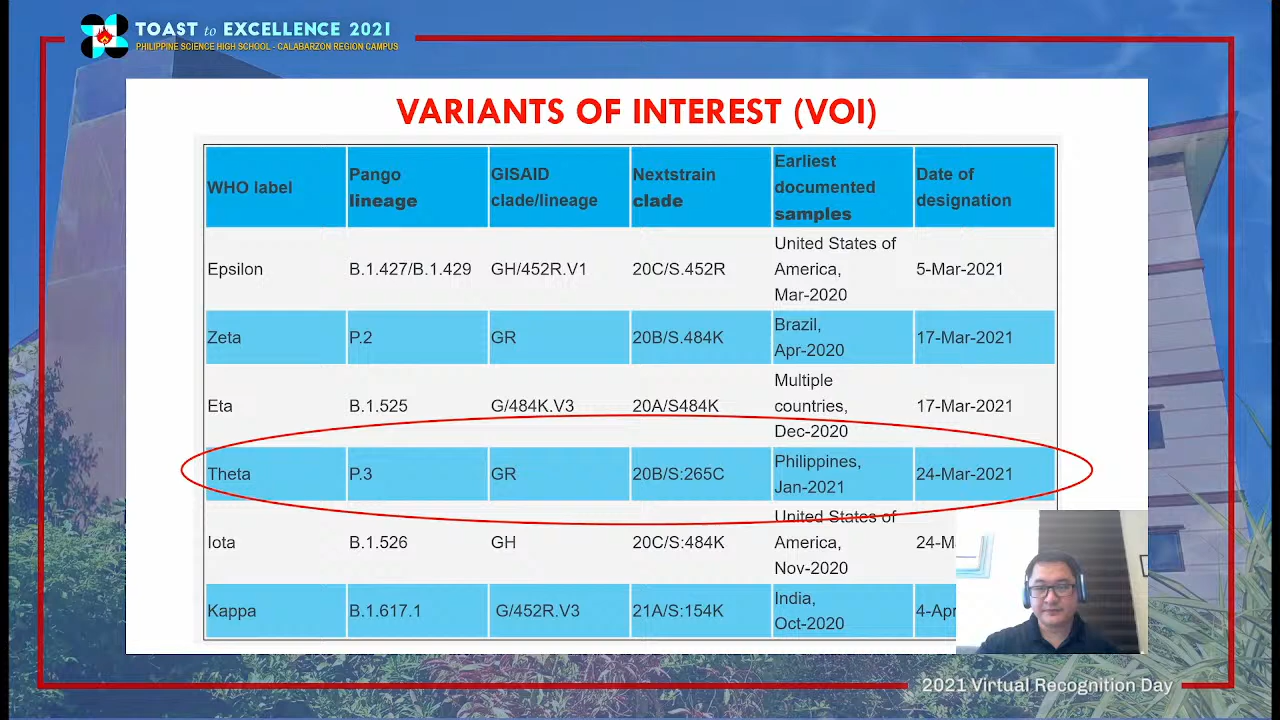 TOAST to EXCELLENCE 2021
PHILIPPINE SCIENCE HIGH SCHOOL - CALABARZON REGION CAMPUS
VARIANTS OF INTEREST (VOI)
WHO label
Pango
lineage
GISAID
clade/lineage
Nextstrain
clade
Earliest
documented
samples
Date of
designation
Epsilon
B.1.427/B.1.429
GH/452R.V1
20C/S.452R
United States of
America,
Mar-2020
5-Mar-2021
Zeta
P.2
GR
20B/S.484K
Brazil,
Apr-2020
17-Mar-2021
Eta
B.1.525
G/484K.V3
20A/S484K
Multiple
countries,
Dec-2020
17-Mar-2021
Theta
P.3
GR
20B/S:265C
Philippines,
Jan-2021
24-Mar-2021
Iota
B.1.526
GH
20C/S:484K
United States of
America,
Nov-2020
24-M
Kappa
B.1.617.1
G/452R.V3
21A/S:154K
India,
Oct-2020
4-Apr
2021 Virtual Recognition Day